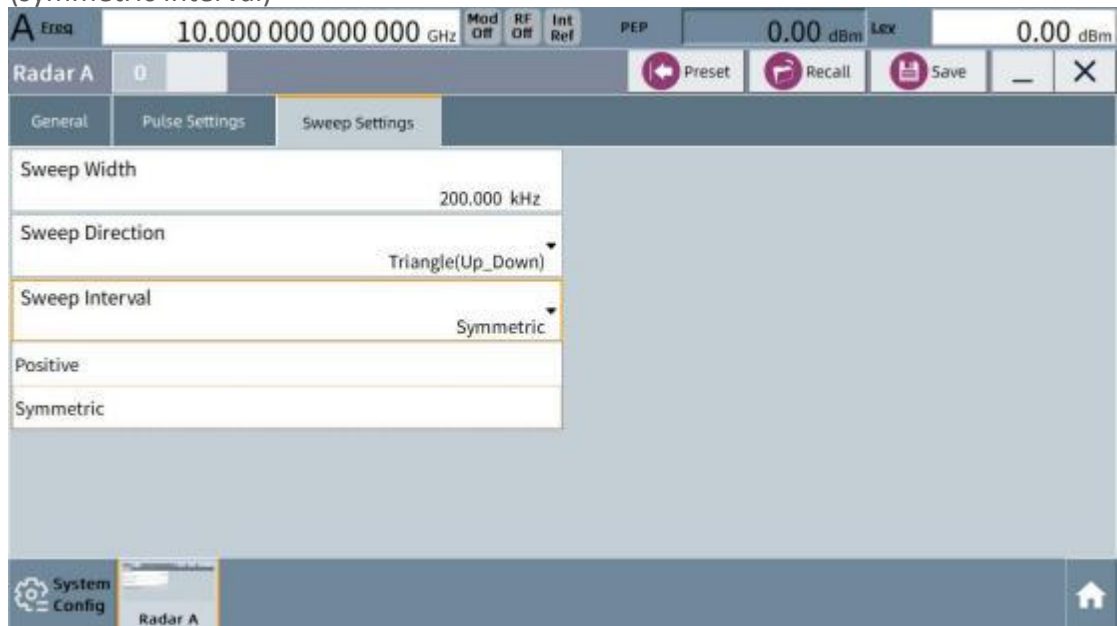 (Symmetric Interval)
A Freq 10.000 000 000 000 GHz Mod Off RF Off Int Ref PEP 0.00 dBm Lev 0.00 dBm
Radar A 0 Preset Recall Save
General Pulse Settings Sweep Settings
Sweep Width
200.000 kHz
Sweep Direction
Triangle(Up_Down)
Sweep Interval
Symmetric
Positive
Symmetric
System
Config
Radar A